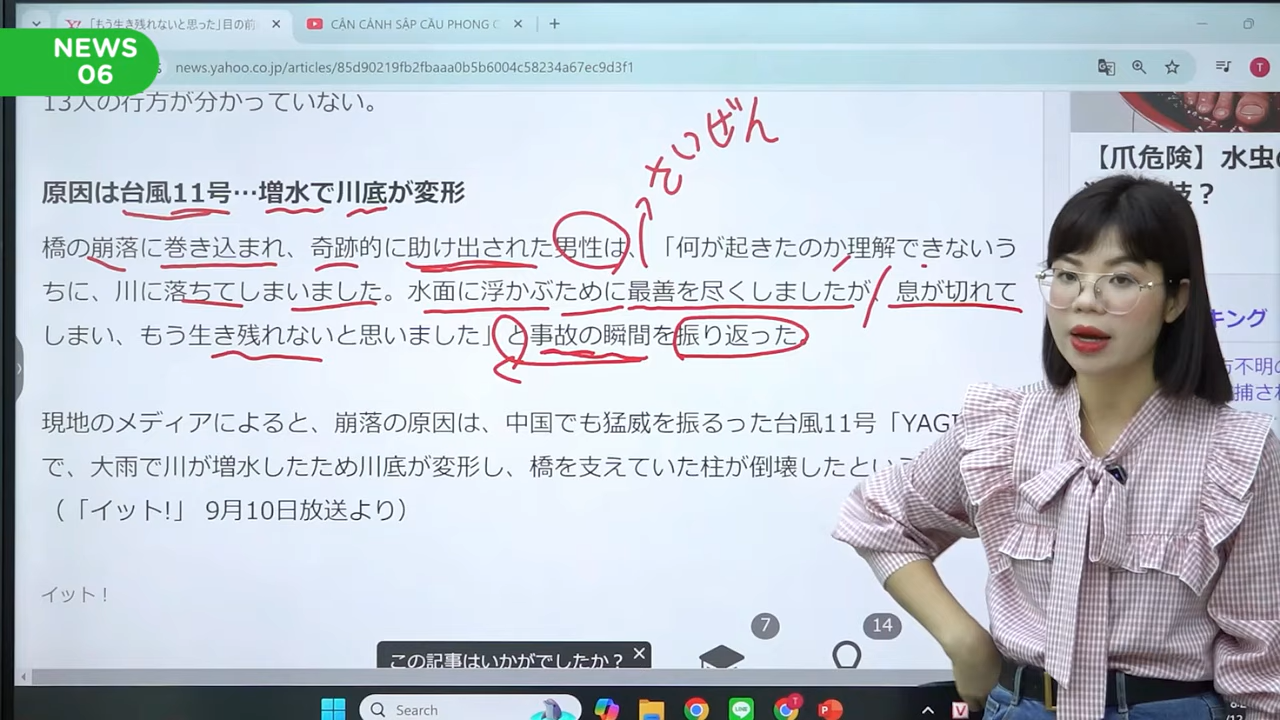 NEWS
06
「もう生き残れないと思った」目の前
CẬN CẢNH SẬP CẦU PHONG C
news.yahoo.co.jp/articles/85d90219fb2fbaaa0b5b6004c58234a67ec9d3f1
T
13人の行方が分かっていない。
さいぜん
原因は台風11号…増水で川底が変形
橋の崩落に巻き込まれ、奇跡的に助け出された男性は、「何が起きたのか理解できないう
ちに、川に落ちてしまいました。水面に浮かぶために最善を尽くしましたが、息が切れて
しまい、もう生き残れないと思いました」と事故の瞬間を振り返った。
現地のメディアによると、崩落の原因は、中国でも猛威を振るった台風11号「YAGI
で、大雨で川が増水したため川底が変形し、橋を支えていた柱が倒壊したという
（「イット!」 9月10日放送より）
イット！
【爪危険】水虫の
技？
キング
方不明の
捕され
7
14
この記事はいかがでしたか？
Search